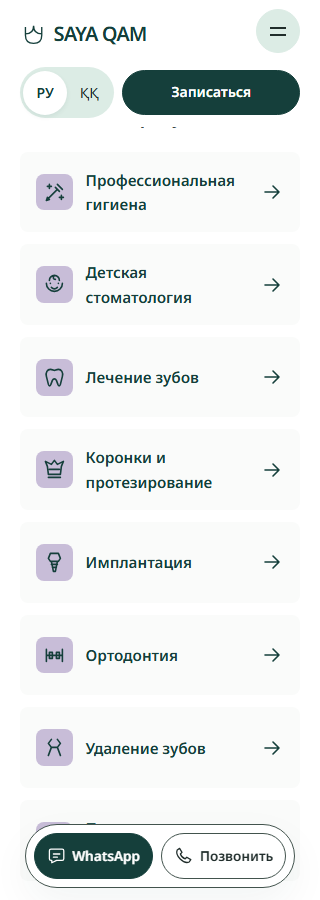 SAYA QAM
РУ
ҚҚ
Записаться
Профессиональная
гигиена
Детская
стоматология
Лечение зубов
Коронки и
протезирование
Имплантация
Ортодонтия
Удаление зубов
WhatsApp
Позвонить